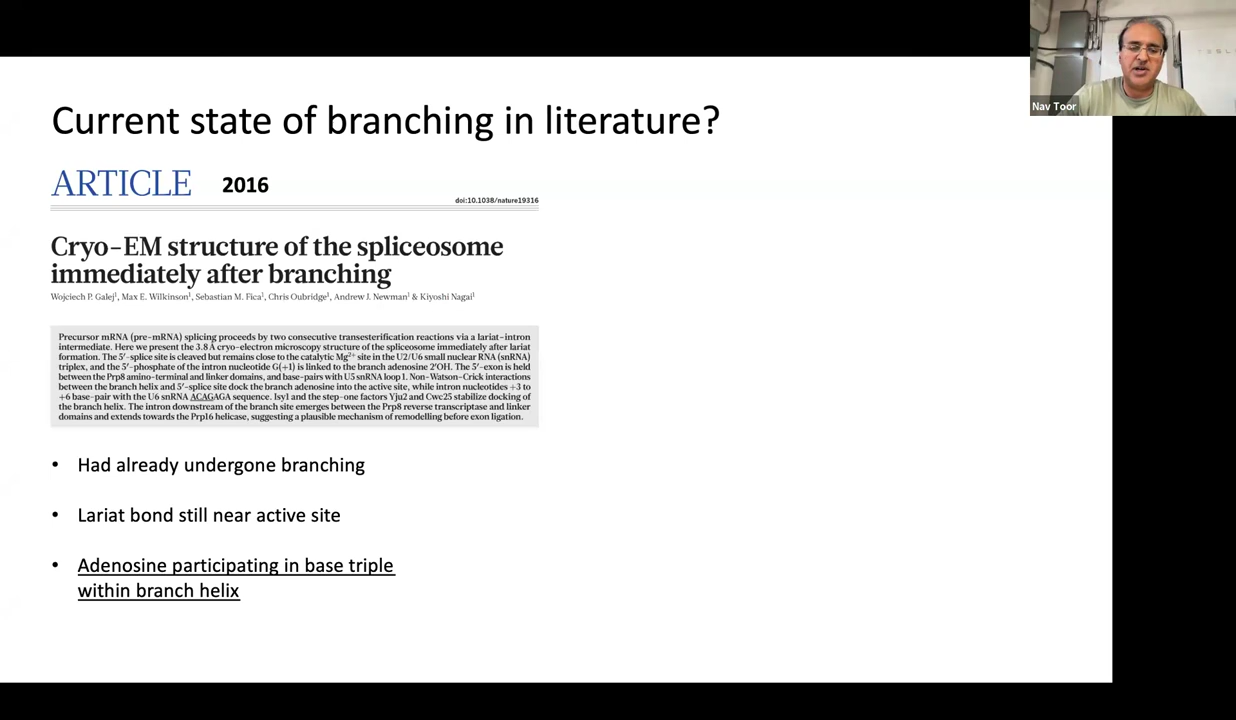 Nav Toor
Current state of branching in literature?
ARTICLE 2016
doi:10.1038/nature19316
Cryo-EM structure of the spliceosome
immediately after branching
Wojciech P. Galej¹, Max E. Wilkinson¹, Sebastian M. Fica¹, Chris Oubridge¹, Andrew J. Newman¹ & Kiyoshi Nagai¹
Precursor mRNA (pre-mRNA) splicing proceeds by two consecutive transesterification reactions via a lariat-intron
intermediate. Here we present the 3.8 Å cryo-electron microscopy structure of the spliceosome immediately after lariat
formation. The 5′-splice site is cleaved but remains close to the catalytic Mg²⁺ site in the U2/U6 small nuclear RNA (snRNA)
triplex, and the 5′-phosphate of the intron nucleotide G(+1) is linked to the branch adenosine 2′OH. The 5′-exon is held
between the Prp8 amino-terminal and linker domains, and base-pairs with U5 snRNA loop 1. Non-Watson-Crick interactions
between the branch helix and 5′-splice site dock the branch adenosine into the active site, while intron nucleotides +3 to
+6 base-pair with the U6 snRNA ACAGAGA sequence. Isy1 and the step-one factors Yju2 and Cwc25 stabilize docking of
the branch helix. The intron downstream of the branch site emerges between the Prp8 reverse transcriptase and linker
domains and extends towards the Prp16 helicase, suggesting a plausible mechanism of remodelling before exon ligation.
• Had already undergone branching
• Lariat bond still near active site
• Adenosine participating in base triple
within branch helix